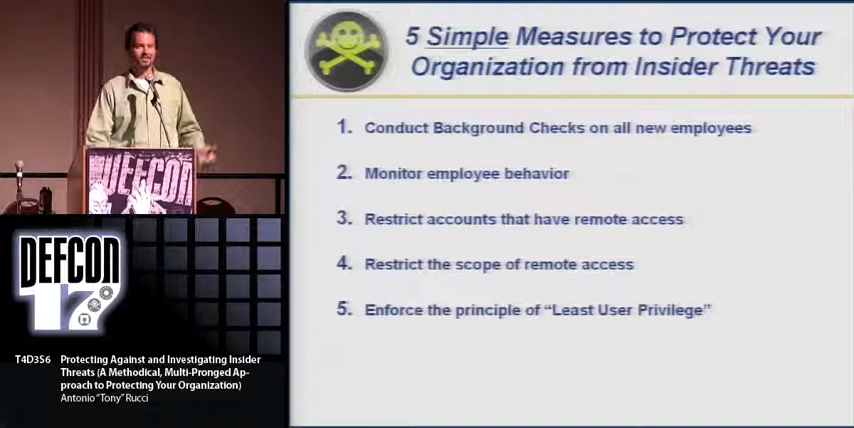 5 Simple Measures to Protect Your
Organization from Insider Threats
1. Conduct Background Checks on all new employees
2. Monitor employee behavior
3. Restrict accounts that have remote access
4. Restrict the scope of remote access
5. Enforce the principle of “Least User Privilege”
DEFCON
DEFCON
17
T4D3S6 Protecting Against and Investigating Insider
Threats (A Methodical, Multi-Pronged Ap-
proach to Protecting Your Organization)
Antonio “Tony” Rucci